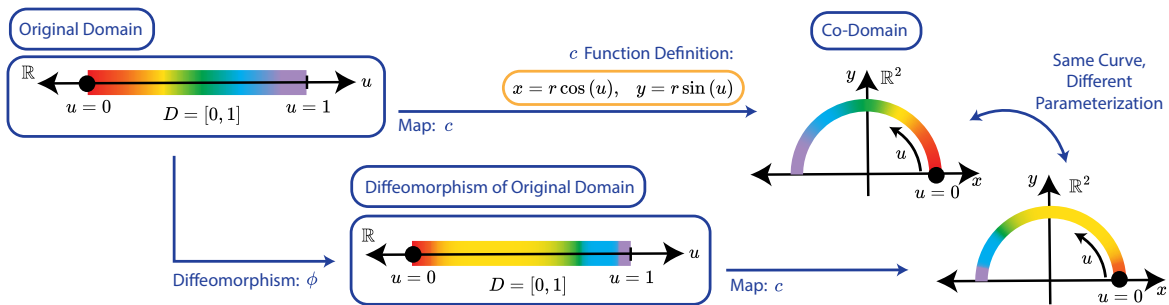 Original Domain
ℝ
u
u = 0
u = 1
D = [0, 1]
c Function Definition:
x = r cos (u), y = r sin (u)
Map: c
Co-Domain
y
ℝ²
u
x
u = 0
Same Curve,
Different
Parameterization
Diffeomorphism: ϕ
Diffeomorphism of Original Domain
ℝ
u
u = 0
u = 1
D = [0, 1]
Map: c
y
ℝ²
u
x
u = 0